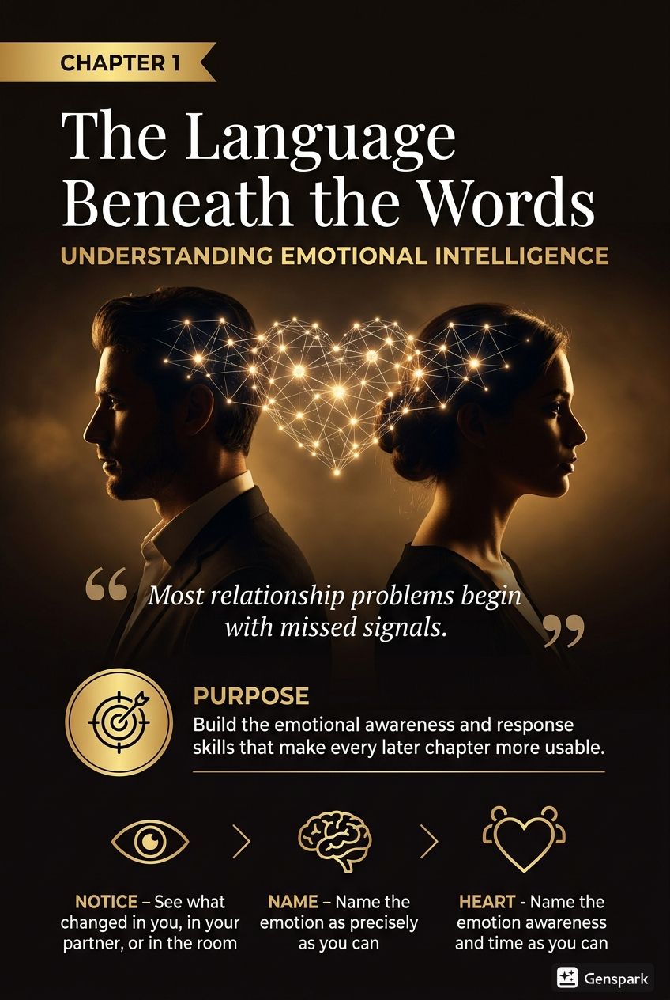 CHAPTER 1
The Language
Beneath the Words
UNDERSTANDING EMOTIONAL INTELLIGENCE
“ Most relationship problems begin
with missed signals. ”
PURPOSE
Build the emotional awareness and response
skills that make every later chapter more usable.
NOTICE – See what
changed in you, in your
partner, or in the room
NAME – Name the
emotion as precisely
as you can
HEART - Name the
emotion awareness
and time as you can
Genspark